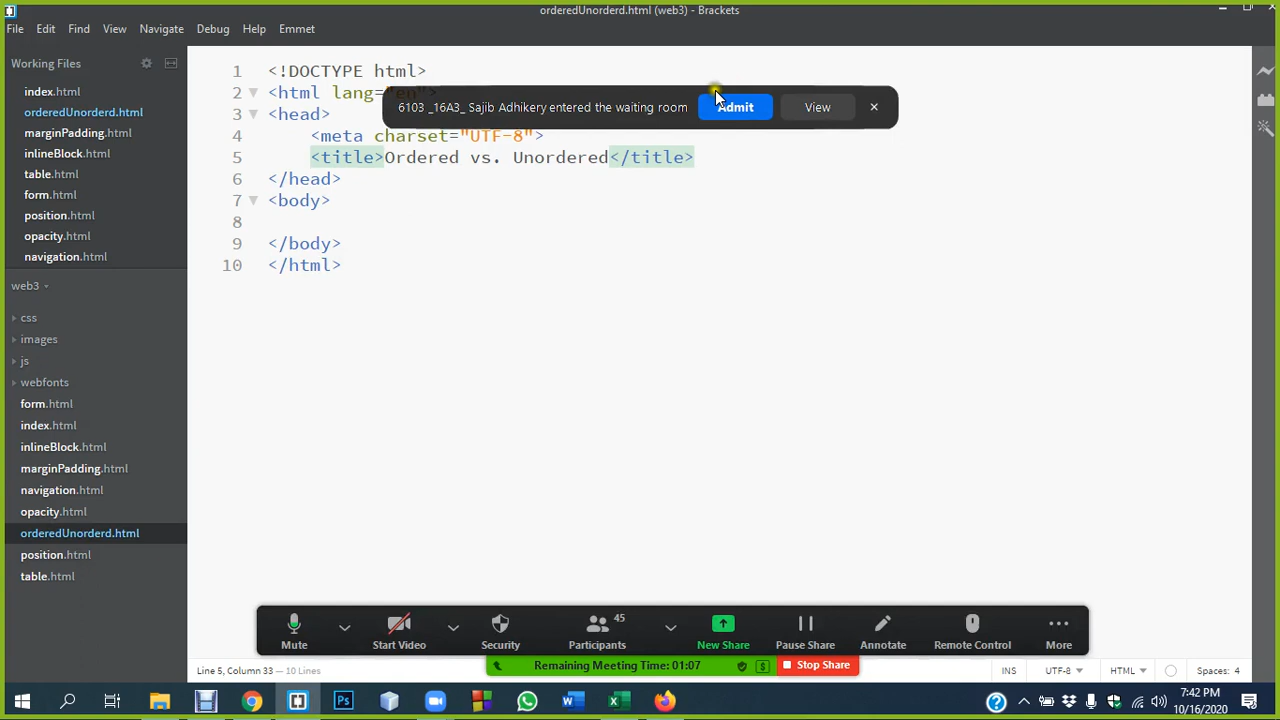 orderedUnorderd.html (web3) - Brackets
File Edit Find View Navigate Debug Help Emmet
Working Files
index.html
orderedUnorderd.html
marginPadding.html
inlineBlock.html
table.html
form.html
position.html
opacity.html
navigation.html
web3
css
images
js
webfonts
form.html
index.html
inlineBlock.html
marginPadding.html
navigation.html
opacity.html
orderedUnorderd.html
position.html
table.html
1 <!DOCTYPE html>
2 <html lang="en">
3 <head>
4 <meta charset="UTF-8">
5 <title>Ordered vs. Unordered</title>
6 </head>
7 <body>
8
9 </body>
10 </html>
6103 _16A3_ Sajib Adhikery entered the waiting room Admit View
Mute Start Video Security Participants 45 New Share Pause Share Annotate Remote Control More
Remaining Meeting Time: 01:07 Stop Share
Line 5, Column 33 — 10 Lines INS UTF-8 HTML Spaces: 4
7:42 PM
10/16/2020